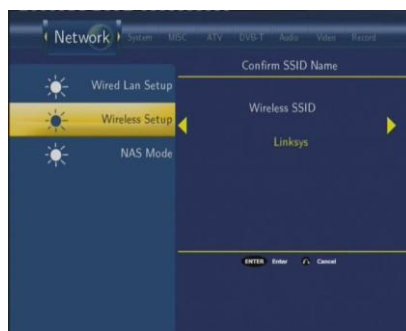 Network System MISC ATV DVB-T Audio Video Record
Confirm SSID Name
Wired Lan Setup
Wireless SSID
Wireless Setup
Linksys
NAS Mode
ENTER Enter Cancel